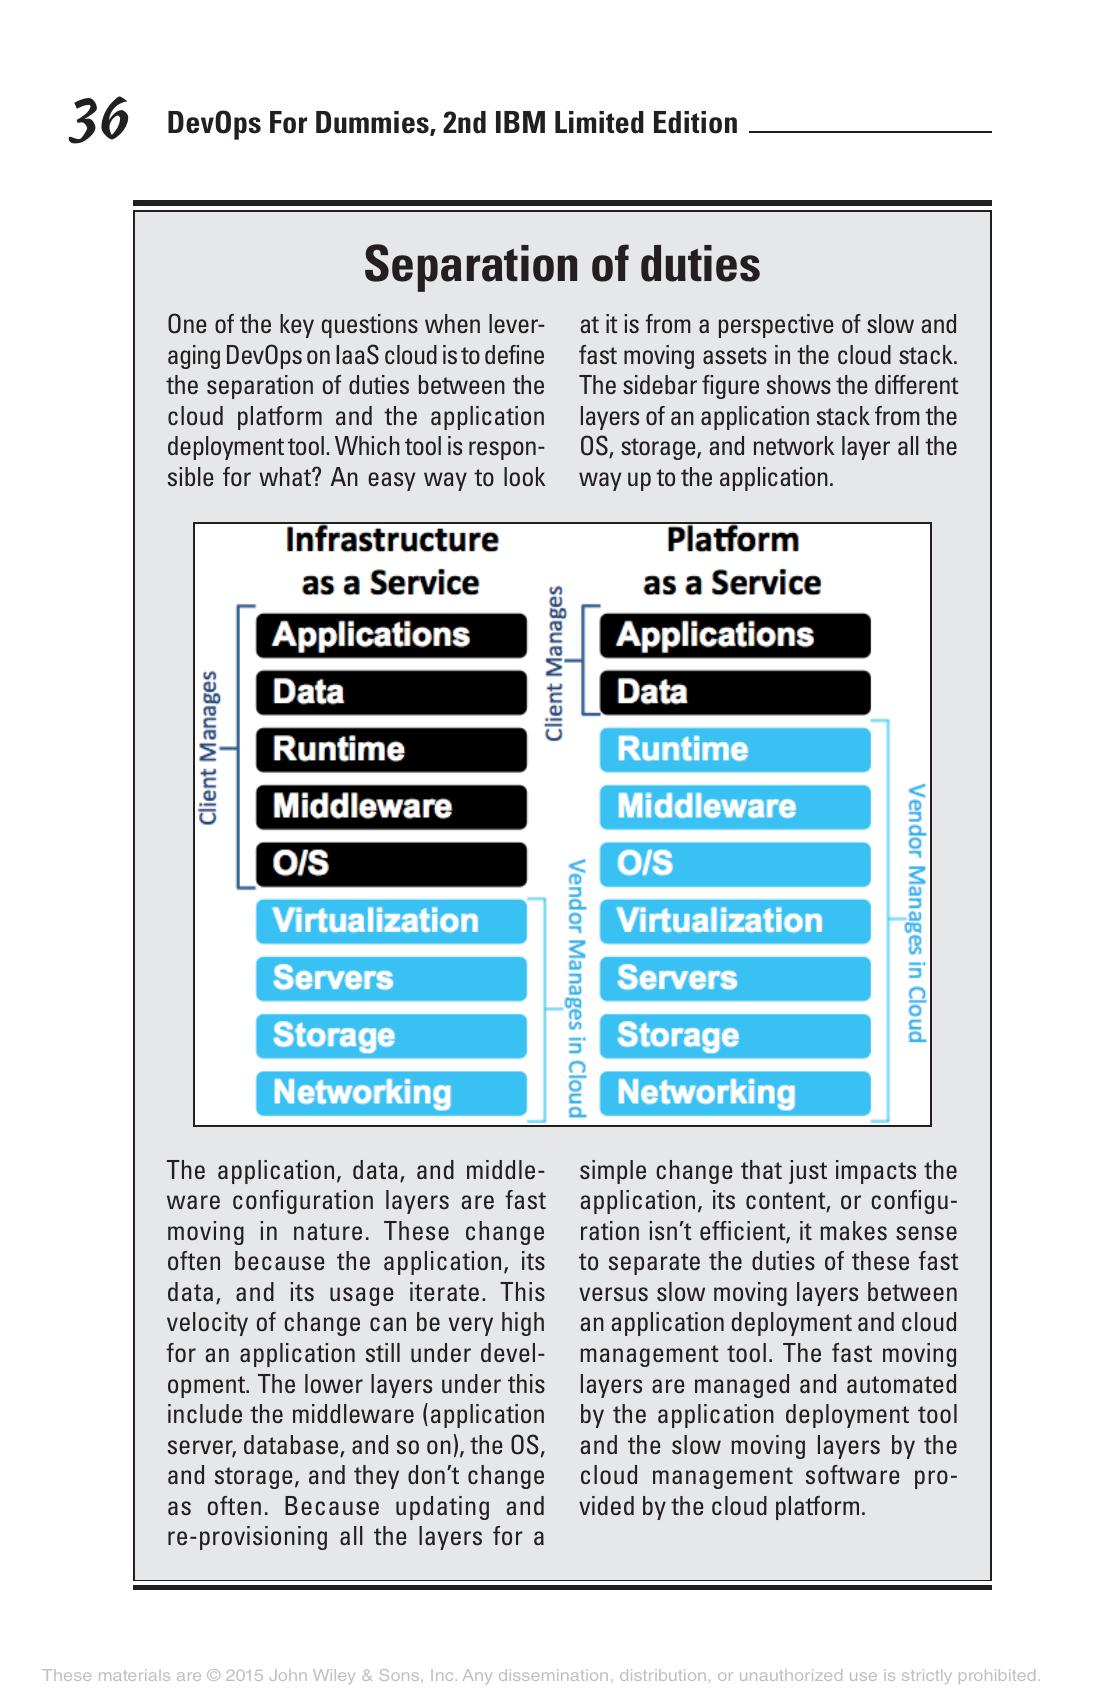 36 DevOps For Dummies, 2nd IBM Limited Edition
Separation of duties
One of the key questions when lever-
aging DevOps on IaaS cloud is to define
the separation of duties between the
cloud platform and the application
deployment tool. Which tool is respon-
sible for what? An easy way to look
at it is from a perspective of slow and
fast moving assets in the cloud stack.
The sidebar figure shows the different
layers of an application stack from the
OS, storage, and network layer all the
way up to the application.
Infrastructure
as a Service
Client Manages
Applications
Data
Runtime
Middleware
O/S
Virtualization
Servers
Storage
Networking
Vendor Manages in Cloud
Platform
as a Service
Client Manages
Applications
Data
Runtime
Middleware
O/S
Virtualization
Servers
Storage
Networking
Vendor Manages in Cloud
The application, data, and middle-
ware configuration layers are fast
moving in nature. These change
often because the application, its
data, and its usage iterate. This
velocity of change can be very high
for an application still under devel-
opment. The lower layers under this
include the middleware (application
server, database, and so on), the OS,
and storage, and they don’t change
as often. Because updating and
re-provisioning all the layers for a
simple change that just impacts the
application, its content, or configu-
ration isn’t efficient, it makes sense
to separate the duties of these fast
versus slow moving layers between
an application deployment and cloud
management tool. The fast moving
layers are managed and automated
by the application deployment tool
and the slow moving layers by the
cloud management software pro-
vided by the cloud platform.
These materials are © 2015 John Wiley & Sons, Inc. Any dissemination, distribution, or unauthorized use is strictly prohibited.